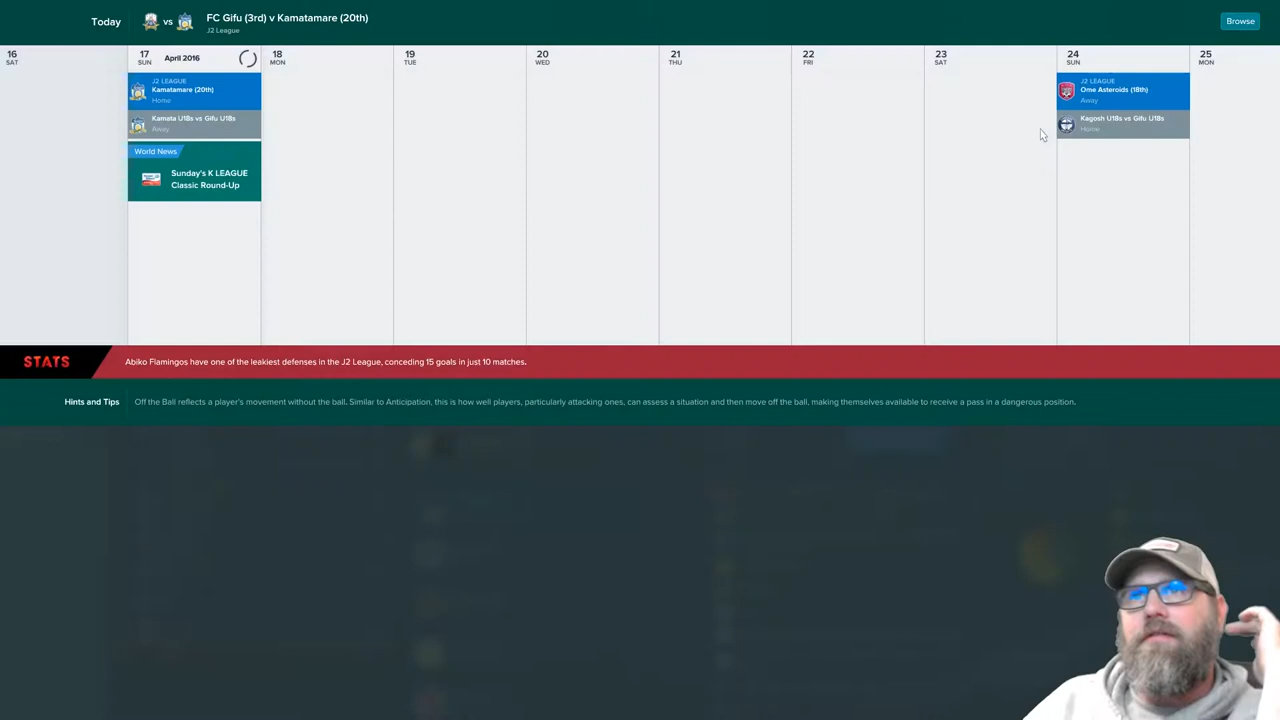 Today
vs
FC Gifu (3rd) v Kamatamare (20th)
J2 League
Browse
16
SAT
17
SUN
April 2016
18
MON
19
TUE
20
WED
21
THU
22
FRI
23
SAT
24
SUN
25
MON
J2 LEAGUE
Kamatamare (20th)
Home
Kamata U18s vs Gifu U18s
Away
World News
Sunday's K LEAGUE
Classic Round-Up
J2 LEAGUE
Ome Asteroids (18th)
Away
Kagosh U18s vs Gifu U18s
Home
STATS
Abiko Flamingos have one of the leakiest defenses in the J2 League, conceding 15 goals in just 10 matches.
Hints and Tips
Off the Ball reflects a player's movement without the ball. Similar to Anticipation, this is how well players, particularly attacking ones, can assess a situation and then move off the ball, making themselves available to receive a pass in a dangerous position.